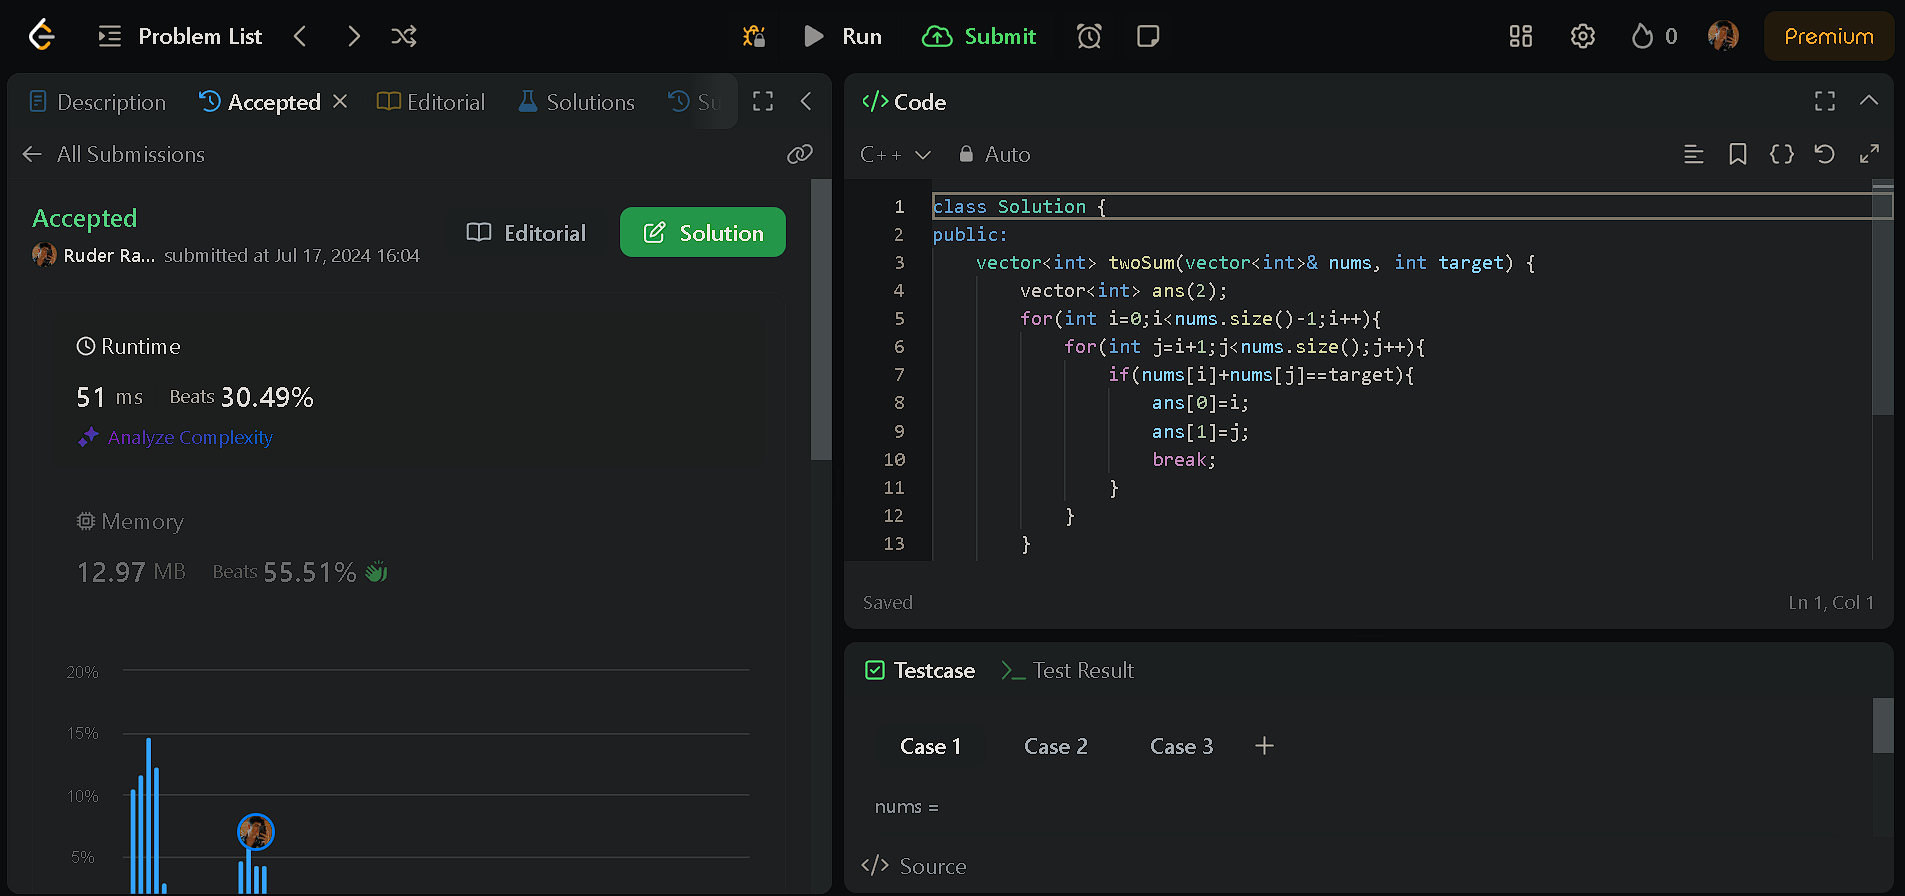 Problem List
Run
Submit
0
Premium
Description
Accepted
Editorial
Solutions
Su
All Submissions
Accepted
Ruder Ra... submitted at Jul 17, 2024 16:04
Editorial
Solution
Runtime
51 ms Beats 30.49%
Analyze Complexity
Memory
12.97 MB Beats 55.51%
20%
15%
10%
5%
</> Code
C++
Auto
1 class Solution {
2 public:
3 vector<int> twoSum(vector<int>& nums, int target) {
4 vector<int> ans(2);
5 for(int i=0;i<nums.size()-1;i++){
6 for(int j=i+1;j<nums.size();j++){
7 if(nums[i]+nums[j]==target){
8 ans[0]=i;
9 ans[1]=j;
10 break;
11 }
12 }
13 }
Saved
Ln 1, Col 1
Testcase
>_ Test Result
Case 1
Case 2
Case 3
+
nums =
</> Source